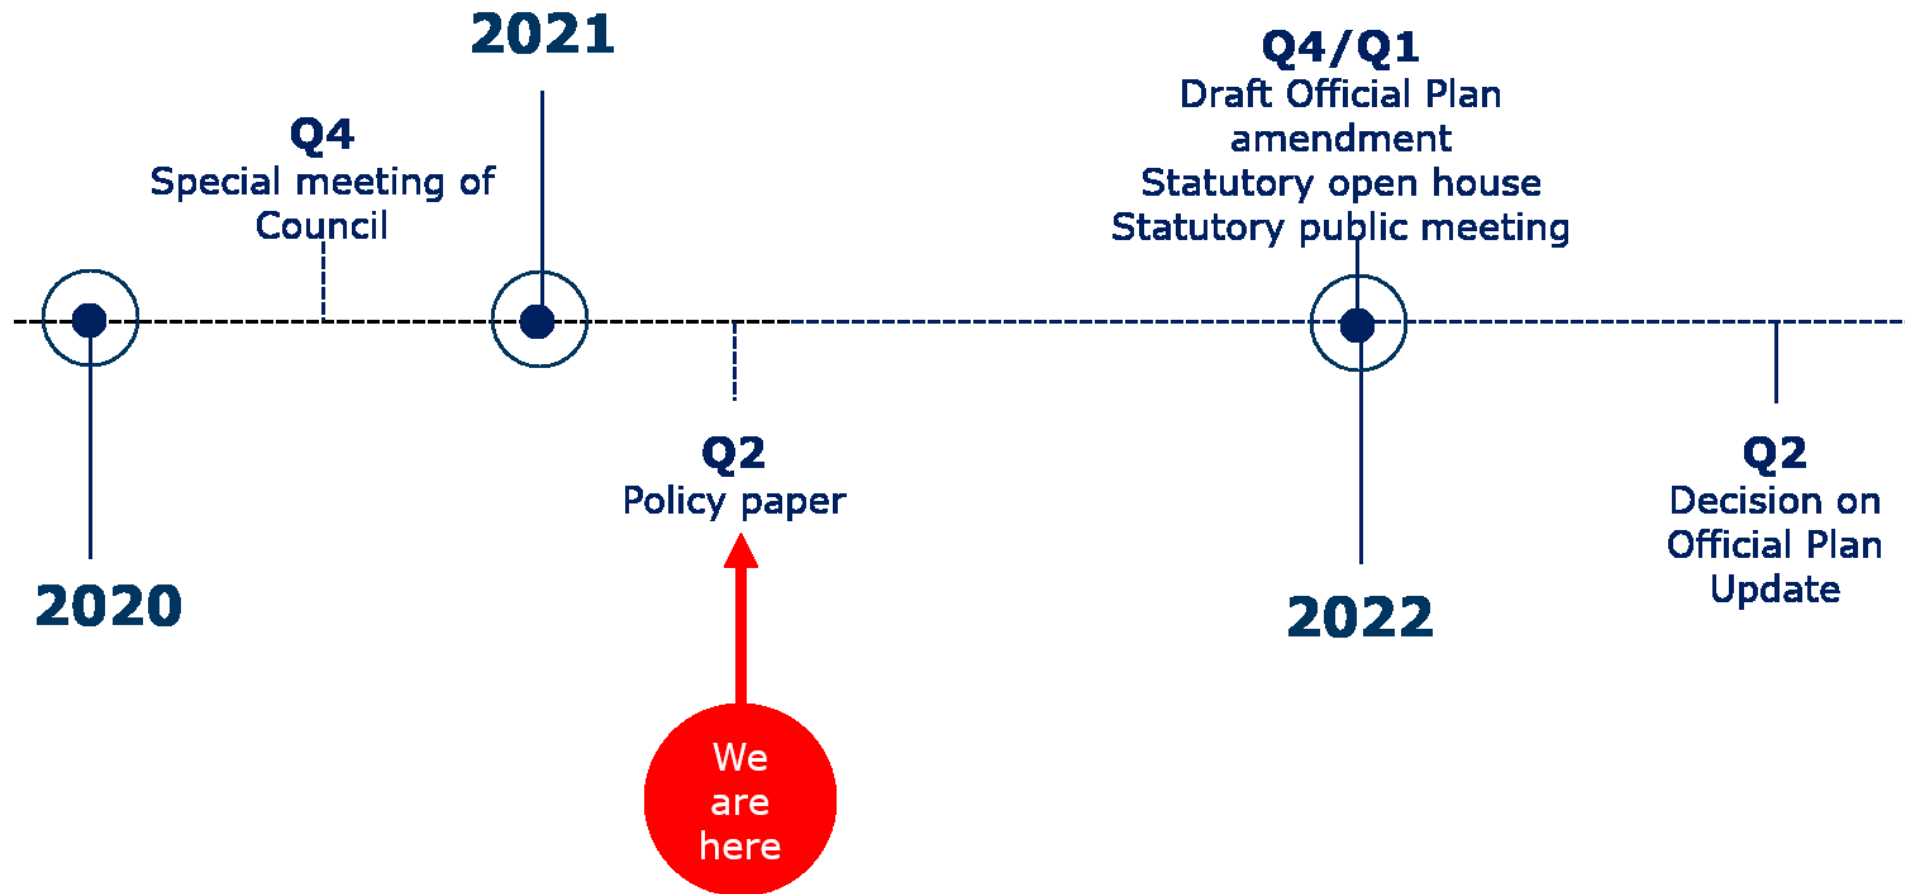 2021
Q4/Q1
Draft Official Plan
amendment
Statutory open house
Statutory public meeting
Q4
Special meeting of
Council
Q2
Policy paper
Q2
Decision on
Official Plan
Update
2020
2022
We
are
here